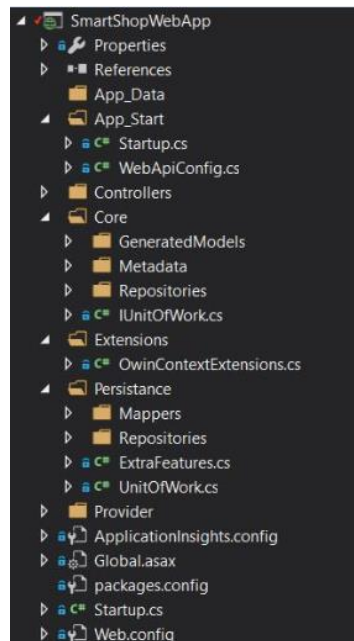 SmartShopWebApp
Properties
References
App_Data
App_Start
C# Startup.cs
C# WebApiConfig.cs
Controllers
Core
GeneratedModels
Metadata
Repositories
C# IUnitOfWork.cs
Extensions
C# OwinContextExtensions.cs
Persistance
Mappers
Repositories
C# ExtraFeatures.cs
C# UnitOfWork.cs
Provider
ApplicationInsights.config
Global.asax
packages.config
C# Startup.cs
Web.config